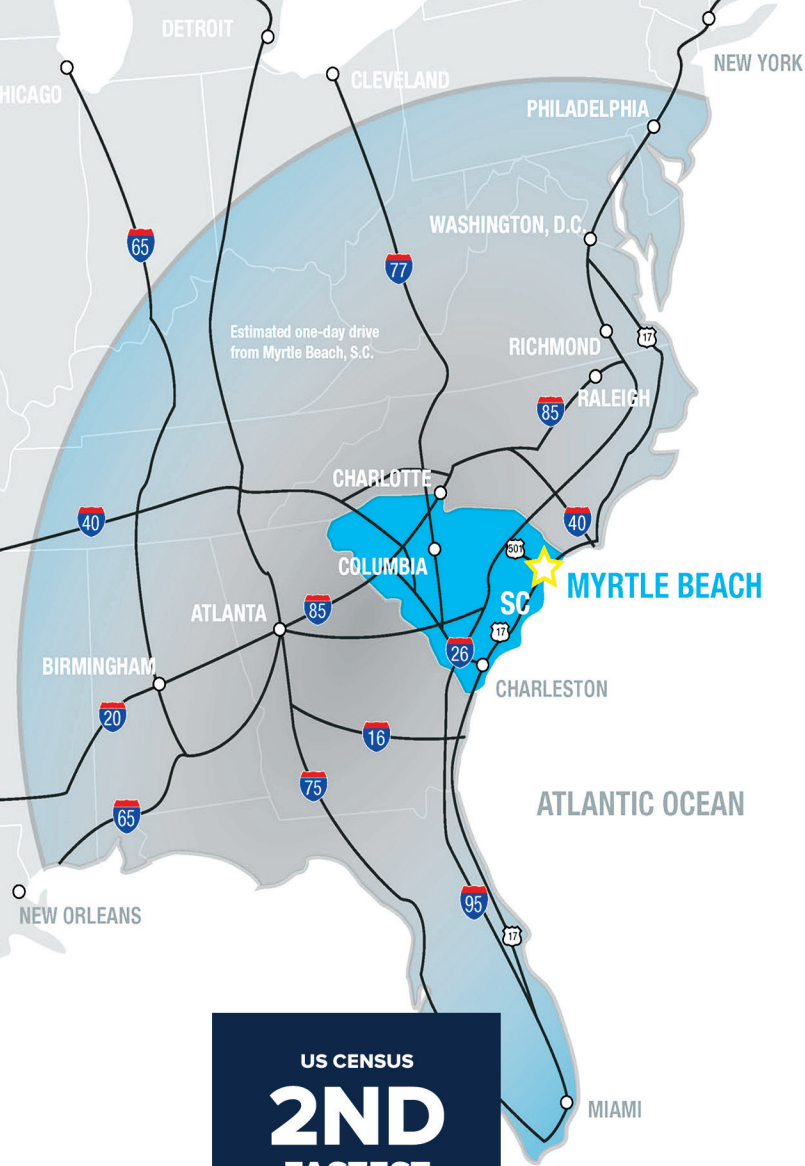 DETROIT
NEW YORK
CLEVELAND
HICAGO
PHILADELPHIA
WASHINGTON, D.C.
65
77
Estimated one-day drive
from Myrtle Beach, S.C.
17
RICHMOND
RALEIGH
85
CHARLOTTE
40
40
501
COLUMBIA
MYRTLE BEACH
SC
85
ATLANTA
17
26
BIRMINGHAM
CHARLESTON
20
16
75
65
ATLANTIC OCEAN
95
NEW ORLEANS
17
US CENSUS
2ND
FASTEST
MIAMI